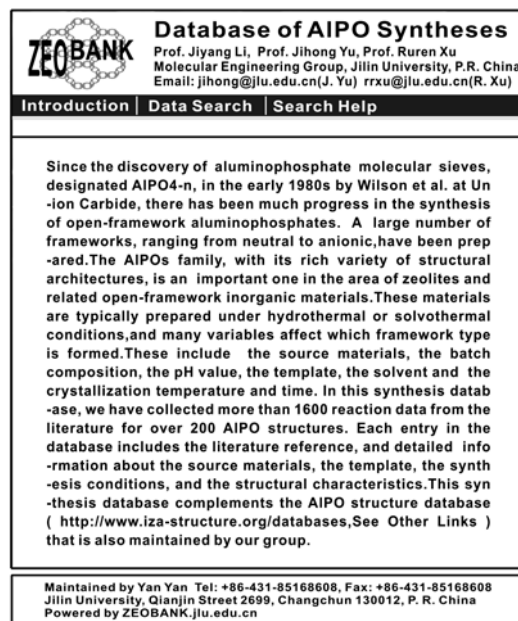 ZEOBANK
Database of AlPO Syntheses
Prof. Jiyang Li, Prof. Jihong Yu, Prof. Ruren Xu
Molecular Engineering Group, Jilin University, P.R. China
Email: jihong@jlu.edu.cn(J. Yu) rrxu@jlu.edu.cn(R. Xu)
Introduction | Data Search | Search Help
Since the discovery of aluminophosphate molecular sieves,
designated AlPO4-n, in the early 1980s by Wilson et al. at Un
-ion Carbide, there has been much progress in the synthesis
of open-framework aluminophosphates. A large number of
frameworks, ranging from neutral to anionic,have been prep
-ared.The AlPOs family, with its rich variety of structural
architectures, is an important one in the area of zeolites and
related open-framework inorganic materials.These materials
are typically prepared under hydrothermal or solvothermal
conditions,and many variables affect which framework type
is formed.These include the source materials, the batch
composition, the pH value, the template, the solvent and the
crystallization temperature and time. In this synthesis datab
-ase, we have collected more than 1600 reaction data from the
literature for over 200 AlPO structures. Each entry in the
database includes the literature reference, and detailed info
-rmation about the source materials, the template, the synth
-esis conditions, and the structural characteristics.This syn
-thesis database complements the AlPO structure database
( http://www.iza-structure.org/databases,See Other Links )
that is also maintained by our group.
Maintained by Yan Yan Tel: +86-431-85168608, Fax: +86-431-85168608
Jilin University, Qianjin Street 2699, Changchun 130012, P. R. China
Powered by ZEOBANK.jlu.edu.cn